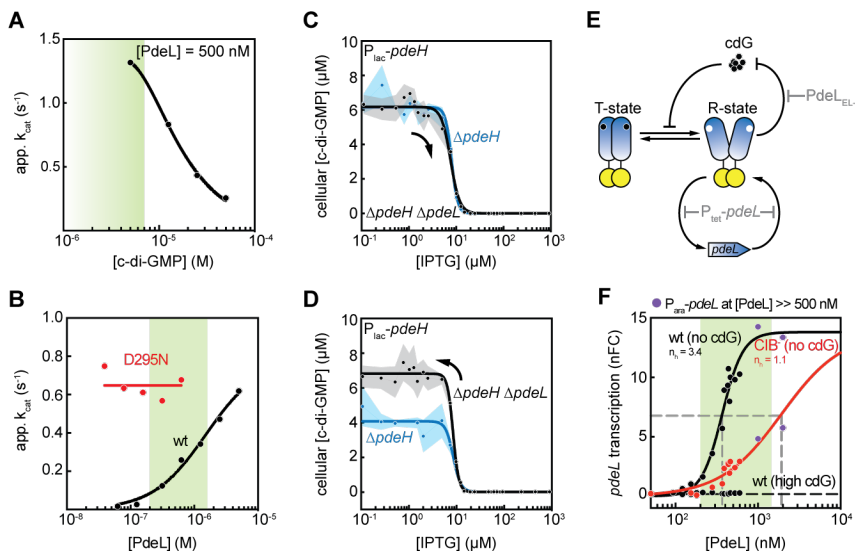 A
[PdeL] = 500 nM
app. kcat (s-1)
1.5
1.0
0.5
0
10-6
10-5
10-4
[c-di-GMP] (M)
B
app. kcat (s-1)
1.0
0.8
0.6
0.4
0.2
0
D295N
wt
10-8
10-7
10-6
10-5
[PdeL] (M)
C
Plac-pdeH
cellular [c-di-GMP] (μM)
10
8
6
4
2
0
ΔpdeH
ΔpdeH ΔpdeL
10-1
100
101
102
103
[IPTG] (μM)
D
Plac-pdeH
cellular [c-di-GMP] (μM)
10
8
6
4
2
0
ΔpdeH ΔpdeL
ΔpdeH
10-1
100
101
102
103
[IPTG] (μM)
E
cdG
T-state
R-state
PdeLEL-
Ptet-pdeL
pdeL
F
Para-pdeL at [PdeL] >> 500 nM
pdeL transcription (nFC)
15
10
5
0
wt (no cdG)
nh = 3.4
CIB- (no cdG)
nh = 1.1
wt (high cdG)
102
103
104
[PdeL] (nM)